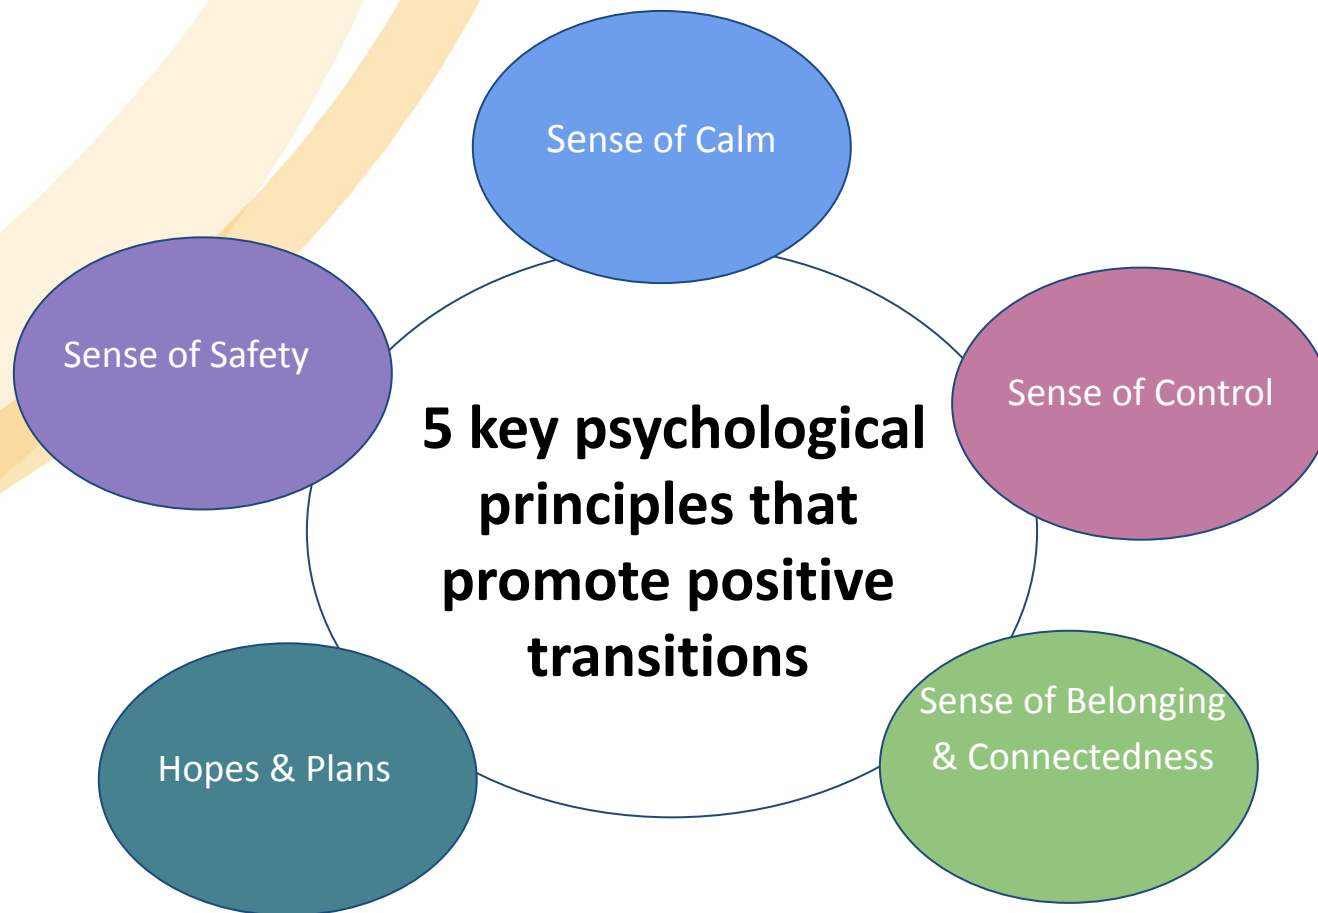 Sense of Calm
Sense of Safety
Sense of Control
5 key psychological
principles that
promote positive
transitions
Sense of Belonging
& Connectedness
Hopes & Plans